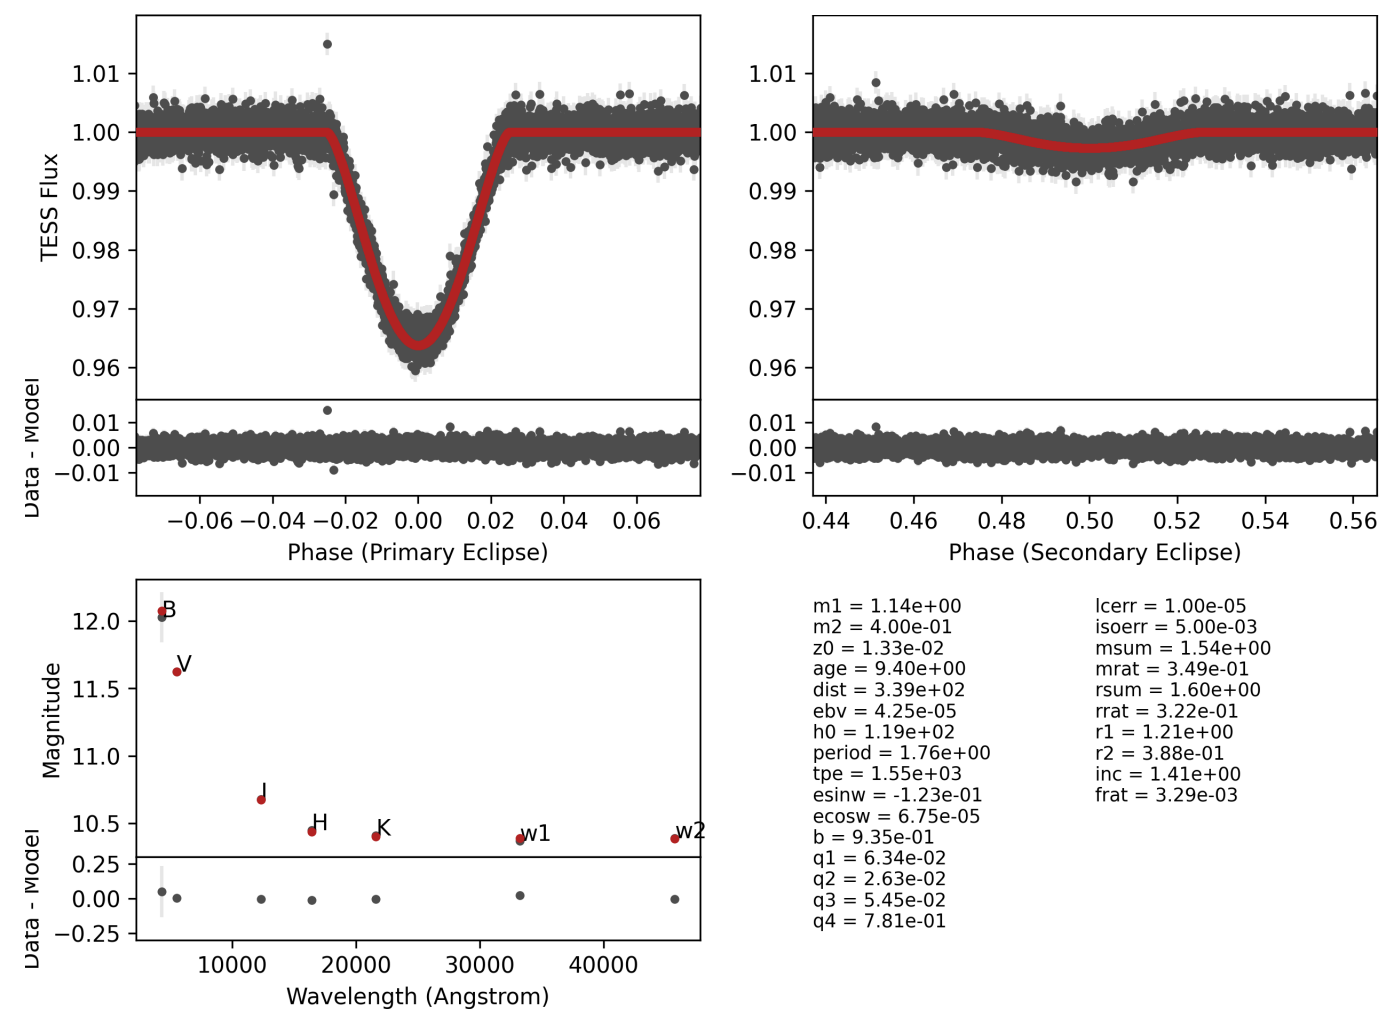 1.01
1.00
0.99
0.98
0.97
0.96
TESS Flux
0.01
0.00
−0.01
Data - Model
−0.06 −0.04 −0.02 0.00 0.02 0.04 0.06
Phase (Primary Eclipse)
1.01
1.00
0.99
0.98
0.97
0.96
0.01
0.00
−0.01
0.44 0.46 0.48 0.50 0.52 0.54 0.56
Phase (Secondary Eclipse)
12.0
11.5
11.0
10.5
Magnitude
B
V
J
H
K
w1
w2
0.25
0.00
−0.25
Data - Model
10000 20000 30000 40000
Wavelength (Angstrom)
m1 = 1.14e+00
m2 = 4.00e-01
z0 = 1.33e-02
age = 9.40e+00
dist = 3.39e+02
ebv = 4.25e-05
h0 = 1.19e+02
period = 1.76e+00
tpe = 1.55e+03
esinw = -1.23e-01
ecosw = 6.75e-05
b = 9.35e-01
q1 = 6.34e-02
q2 = 2.63e-02
q3 = 5.45e-02
q4 = 7.81e-01
lcerr = 1.00e-05
isoerr = 5.00e-03
msum = 1.54e+00
mrat = 3.49e-01
rsum = 1.60e+00
rrat = 3.22e-01
r1 = 1.21e+00
r2 = 3.88e-01
inc = 1.41e+00
frat = 3.29e-03